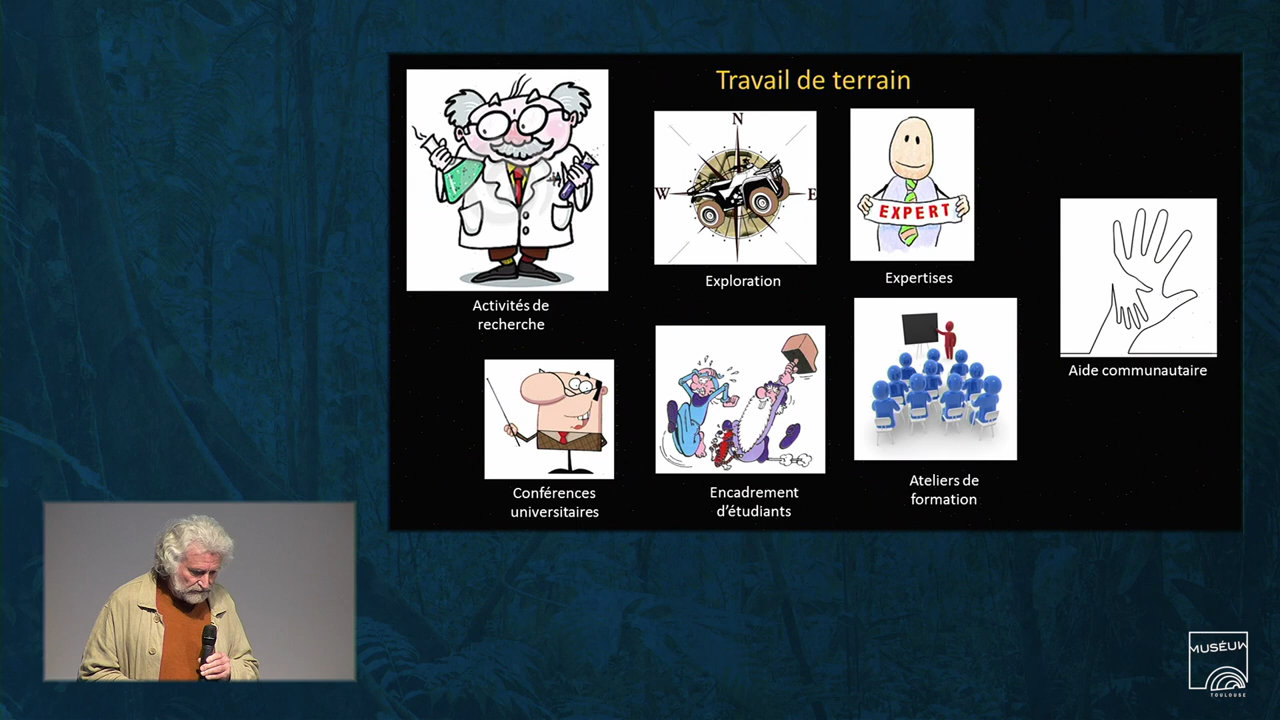 Travail de terrain
N
W
E
EXPERT
Activités de
recherche
Exploration
Expertises
Aide communautaire
Conférences
universitaires
Encadrement
d'étudiants
Ateliers de
formation
MUSÉUM
TOULOUSE